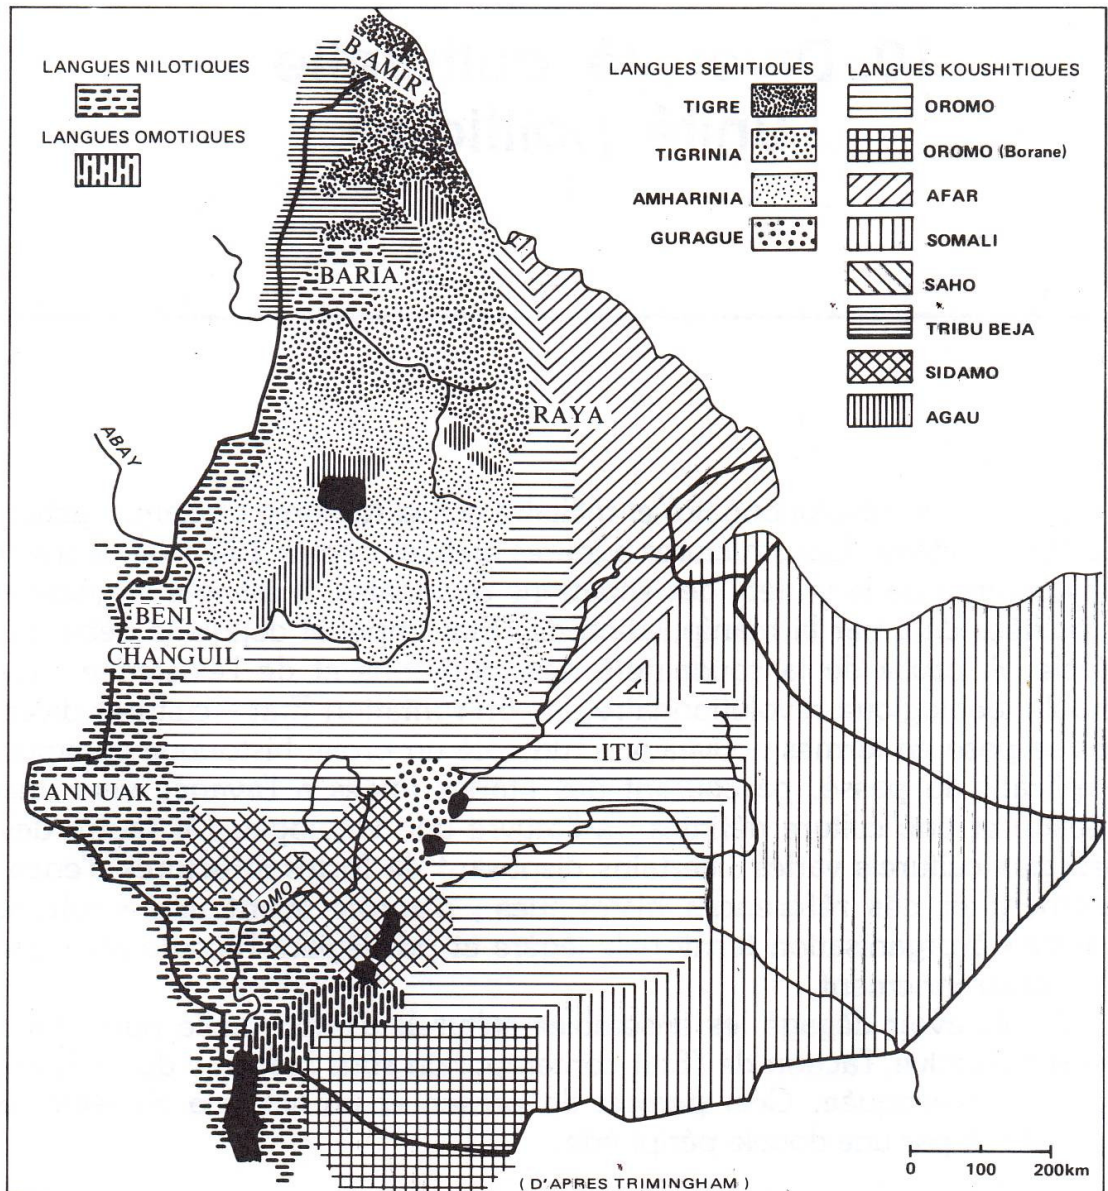 LANGUES NILOTIQUES
LANGUES OMOTIQUES
LANGUES SEMITIQUES
TIGRE
TIGRINIA
AMHARINIA
GURAGUE
LANGUES KOUSHITIQUES
OROMO
OROMO (Borane)
AFAR
SOMALI
SAHO
TRIBU BEJA
SIDAMO
AGAU
B.AMIR
BARIA
RAYA
ABAY
BENI
CHANGUIL
ITU
ANNUAK
OMO
0 100 200km
(D'APRES TRIMINGHAM)